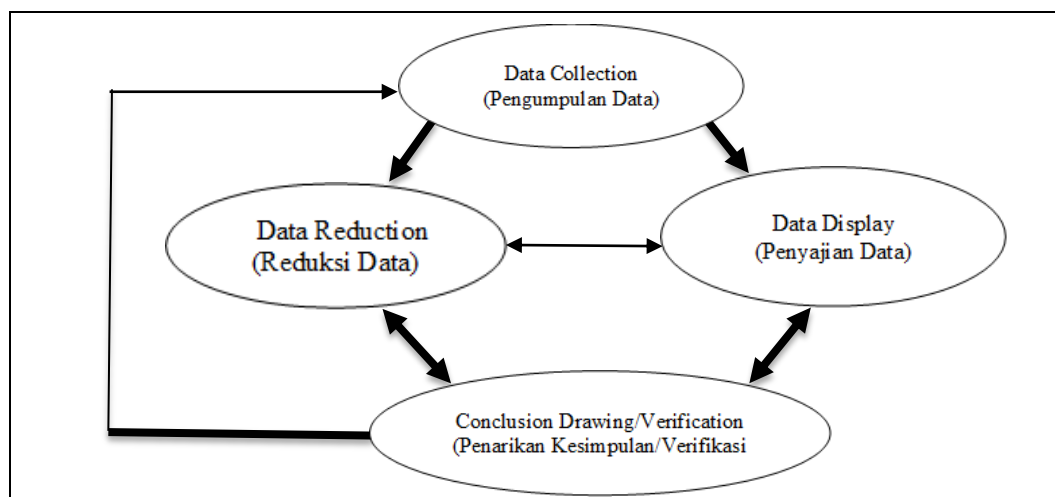 Data Collection
(Pengumpulan Data)
Data Reduction
(Reduksi Data)
Data Display
(Penyajian Data)
Conclusion Drawing/Verification
(Penarikan Kesimpulan/Verifikasi